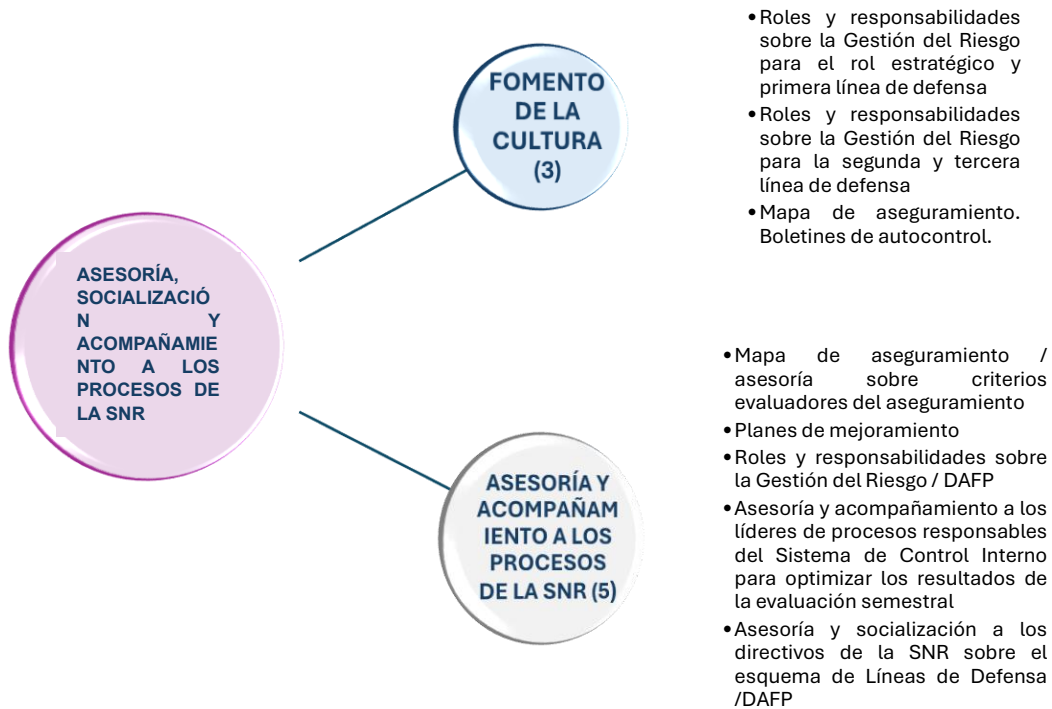 ASESORÍA,
SOCIALIZACIÓ
N Y
ACOMPAÑAMIE
NTO A LOS
PROCESOS DE
LA SNR
FOMENTO
DE LA
CULTURA
(3)
•Roles y responsabilidades
sobre la Gestión del Riesgo
para el rol estratégico y
primera línea de defensa
•Roles y responsabilidades
sobre la Gestión del Riesgo
para la segunda y tercera
línea de defensa
•Mapa de aseguramiento.
Boletines de autocontrol.
ASESORÍA Y
ACOMPAÑAM
IENTO A LOS
PROCESOS
DE LA SNR (5)
•Mapa de aseguramiento /
asesoría sobre criterios
evaluadores del aseguramiento
•Planes de mejoramiento
•Roles y responsabilidades sobre
la Gestión del Riesgo / DAFP
•Asesoría y acompañamiento a los
líderes de procesos responsables
del Sistema de Control Interno
para optimizar los resultados de
la evaluación semestral
•Asesoría y socialización a los
directivos de la SNR sobre el
esquema de Líneas de Defensa
/DAFP